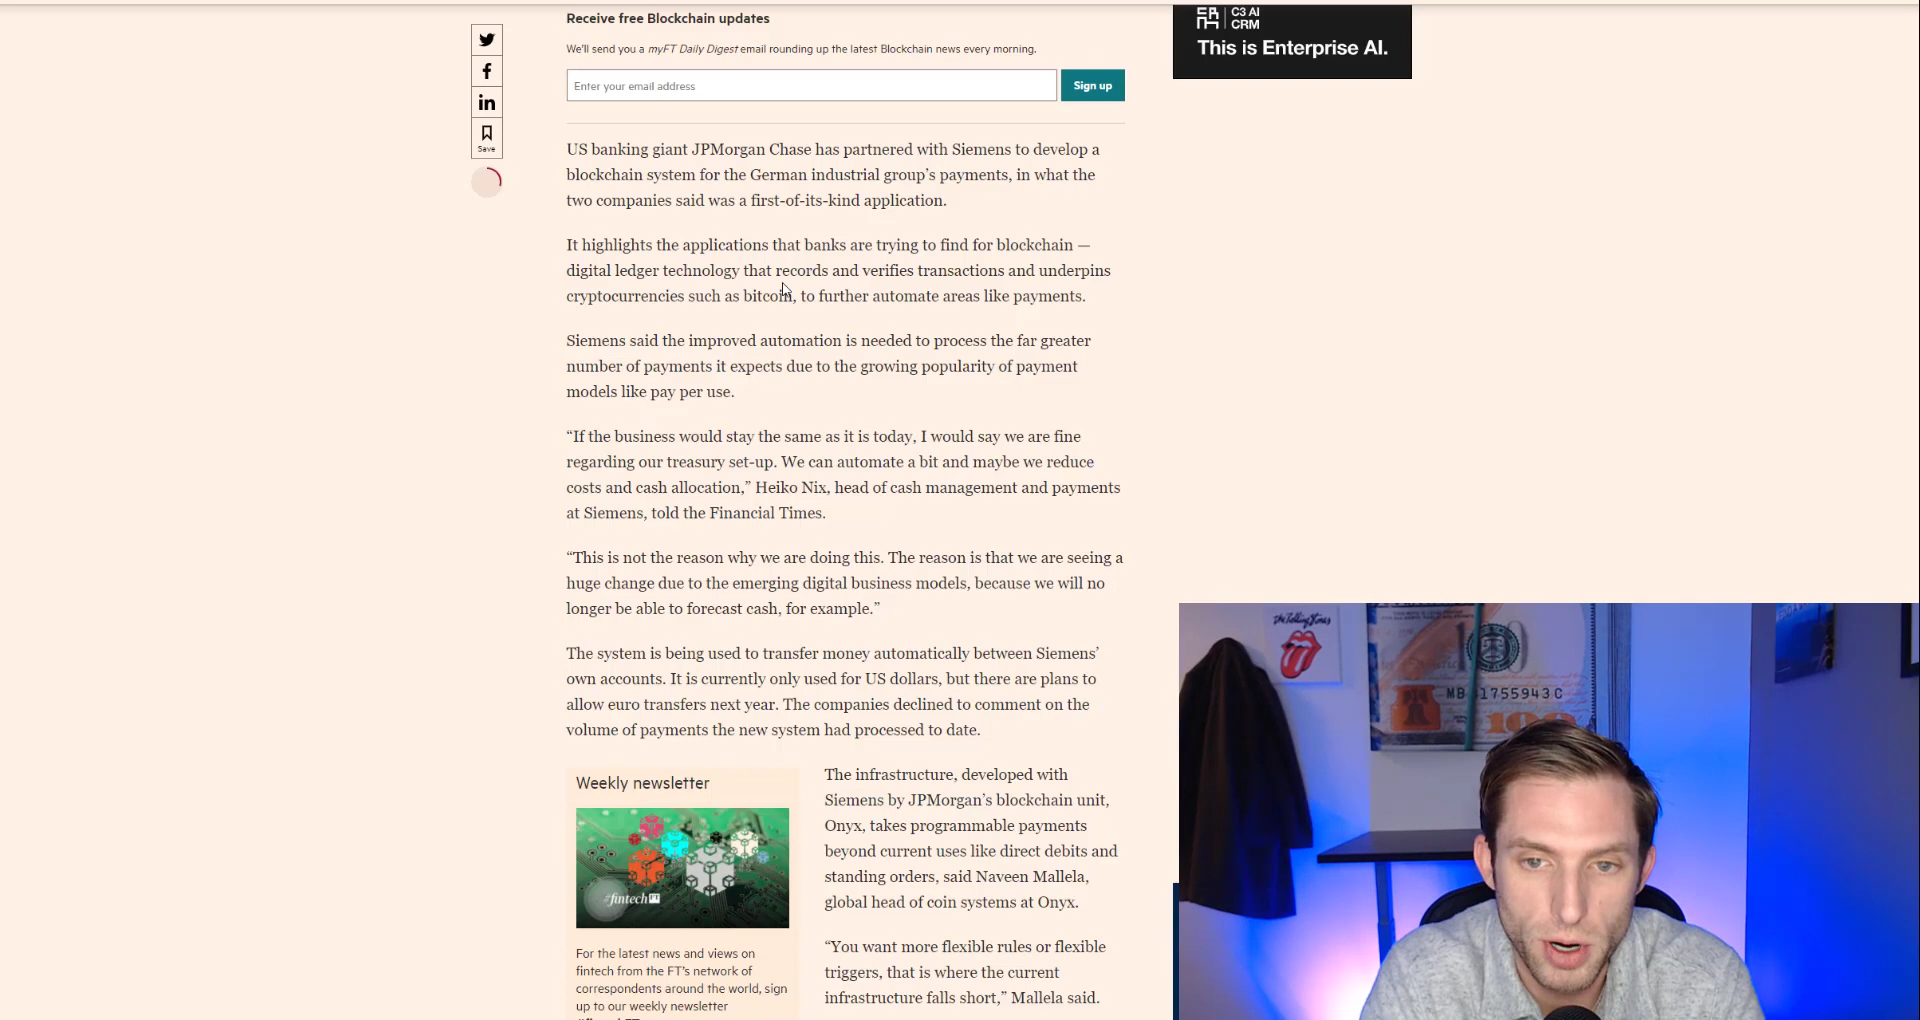 Receive free Blockchain updates
We'll send you a myFT Daily Digest email rounding up the latest Blockchain news every morning.
Enter your email address
Sign up
Save
C3 AI
CRM
This is Enterprise AI.
US banking giant JPMorgan Chase has partnered with Siemens to develop a
blockchain system for the German industrial group's payments, in what the
two companies said was a first-of-its-kind application.
It highlights the applications that banks are trying to find for blockchain —
digital ledger technology that records and verifies transactions and underpins
cryptocurrencies such as bitcoin, to further automate areas like payments.
Siemens said the improved automation is needed to process the far greater
number of payments it expects due to the growing popularity of payment
models like pay per use.
“If the business would stay the same as it is today, I would say we are fine
regarding our treasury set-up. We can automate a bit and maybe we reduce
costs and cash allocation,” Heiko Nix, head of cash management and payments
at Siemens, told the Financial Times.
“This is not the reason why we are doing this. The reason is that we are seeing a
huge change due to the emerging digital business models, because we will no
longer be able to forecast cash, for example.”
The system is being used to transfer money automatically between Siemens’
own accounts. It is currently only used for US dollars, but there are plans to
allow euro transfers next year. The companies declined to comment on the
volume of payments the new system had processed to date.
Weekly newsletter
#fintechFT
For the latest news and views on
fintech from the FT's network of
correspondents around the world, sign
up to our weekly newsletter
The infrastructure, developed with
Siemens by JPMorgan’s blockchain unit,
Onyx, takes programmable payments
beyond current uses like direct debits and
standing orders, said Naveen Mallela,
global head of coin systems at Onyx.
“You want more flexible rules or flexible
triggers, that is where the current
infrastructure falls short,” Mallela said.
The Rolling Stones
100